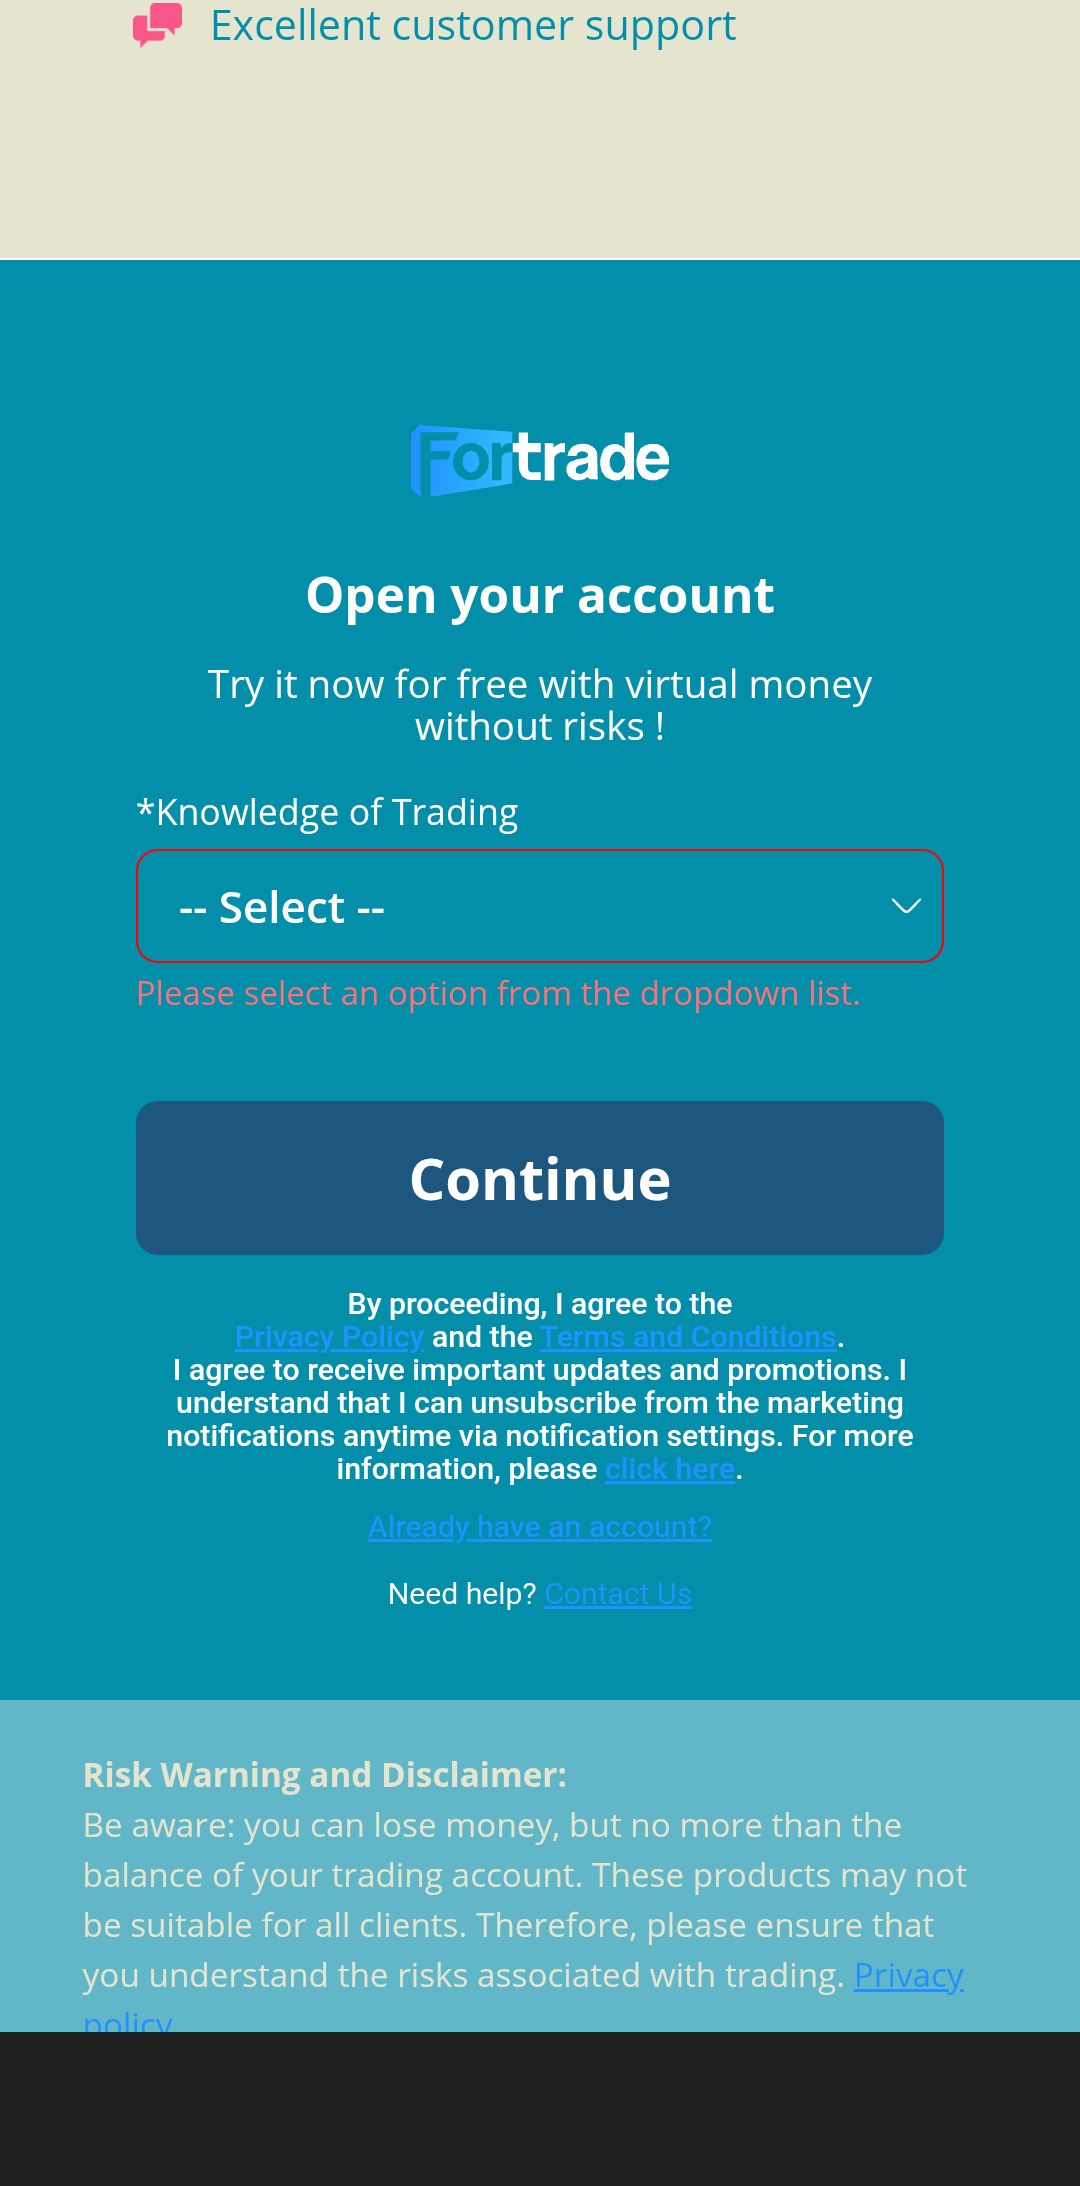 Excellent customer support
Fortrade
Open your account
Try it now for free with virtual money
without risks !
*Knowledge of Trading
-- Select --
Please select an option from the dropdown list.
Continue
By proceeding, I agree to the
Privacy Policy and the Terms and Conditions.
I agree to receive important updates and promotions. I
understand that I can unsubscribe from the marketing
notifications anytime via notification settings. For more
information, please click here.
Already have an account?
Need help? Contact Us
Risk Warning and Disclaimer:
Be aware: you can lose money, but no more than the
balance of your trading account. These products may not
be suitable for all clients. Therefore, please ensure that
you understand the risks associated with trading. Privacy
policy